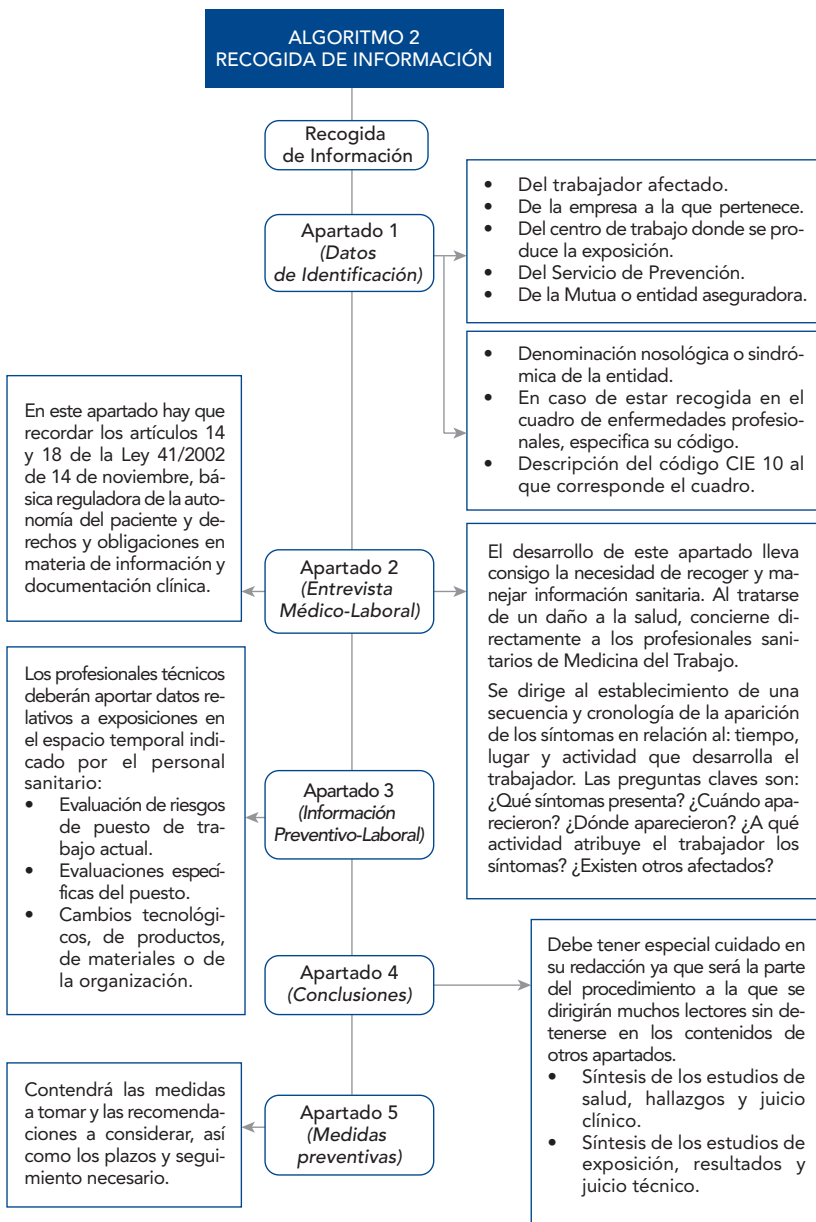 ALGORITMO 2
RECOGIDA DE INFORMACIÓN
Recogida
de Información
Apartado 1
(Datos
de Identificación)
• Del trabajador afectado.
• De la empresa a la que pertenece.
• Del centro de trabajo donde se pro-
duce la exposición.
• Del Servicio de Prevención.
• De la Mutua o entidad aseguradora.
• Denominación nosológica o sindró-
mica de la entidad.
• En caso de estar recogida en el
cuadro de enfermedades profesio-
nales, especifica su código.
• Descripción del código CIE 10 al
que corresponde el cuadro.
En este apartado hay que
recordar los artículos 14
y 18 de la Ley 41/2002
de 14 de noviembre, bá-
sica reguladora de la auto-
nomía del paciente y de-
rechos y obligaciones en
materia de información y
documentación clínica.
Apartado 2
(Entrevista
Médico-Laboral)
El desarrollo de este apartado lleva
consigo la necesidad de recoger y ma-
nejar información sanitaria. Al tratarse
de un daño a la salud, concierne di-
rectamente a los profesionales sani-
tarios de Medicina del Trabajo.
Se dirige al establecimiento de una
secuencia y cronología de la aparición
de los síntomas en relación al: tiempo,
lugar y actividad que desarrolla el
trabajador. Las preguntas claves son:
¿Qué síntomas presenta? ¿Cuándo apa-
recieron? ¿Dónde aparecieron? ¿A qué
actividad atribuye el trabajador los
síntomas? ¿Existen otros afectados?
Los profesionales técnicos
deberán aportar datos re-
lativos a exposiciones en
el espacio temporal indi-
cado por el personal
sanitario:
• Evaluación de riesgos
de puesto de tra-
bajo actual.
• Evaluaciones especí-
ficas del puesto.
• Cambios tecnológi-
cos, de productos,
de materiales o de
la organización.
Apartado 3
(Información
Preventivo-Laboral)
Apartado 4
(Conclusiones)
Debe tener especial cuidado en
su redacción ya que será la parte
del procedimiento a la que se
dirigirán muchos lectores sin de-
tenerse en los contenidos de
otros apartados.
• Síntesis de los estudios de
salud, hallazgos y juicio
clínico.
• Síntesis de los estudios de
exposición, resultados y
juicio técnico.
Contendrá las medidas
a tomar y las recomenda-
ciones a considerar, así
como los plazos y segui-
miento necesario.
Apartado 5
(Medidas
preventivas)